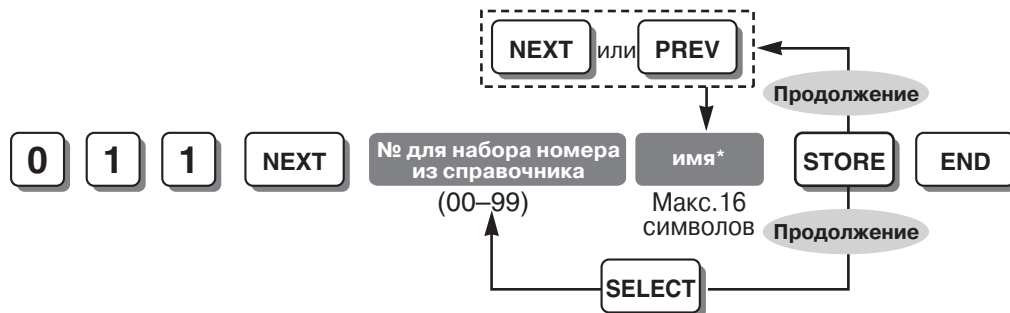 NEXT или PREV
Продолжение
0 1 1 NEXT № для набора номера из справочника имя* STORE END
(00–99) Макс.16 символов
Продолжение
SELECT